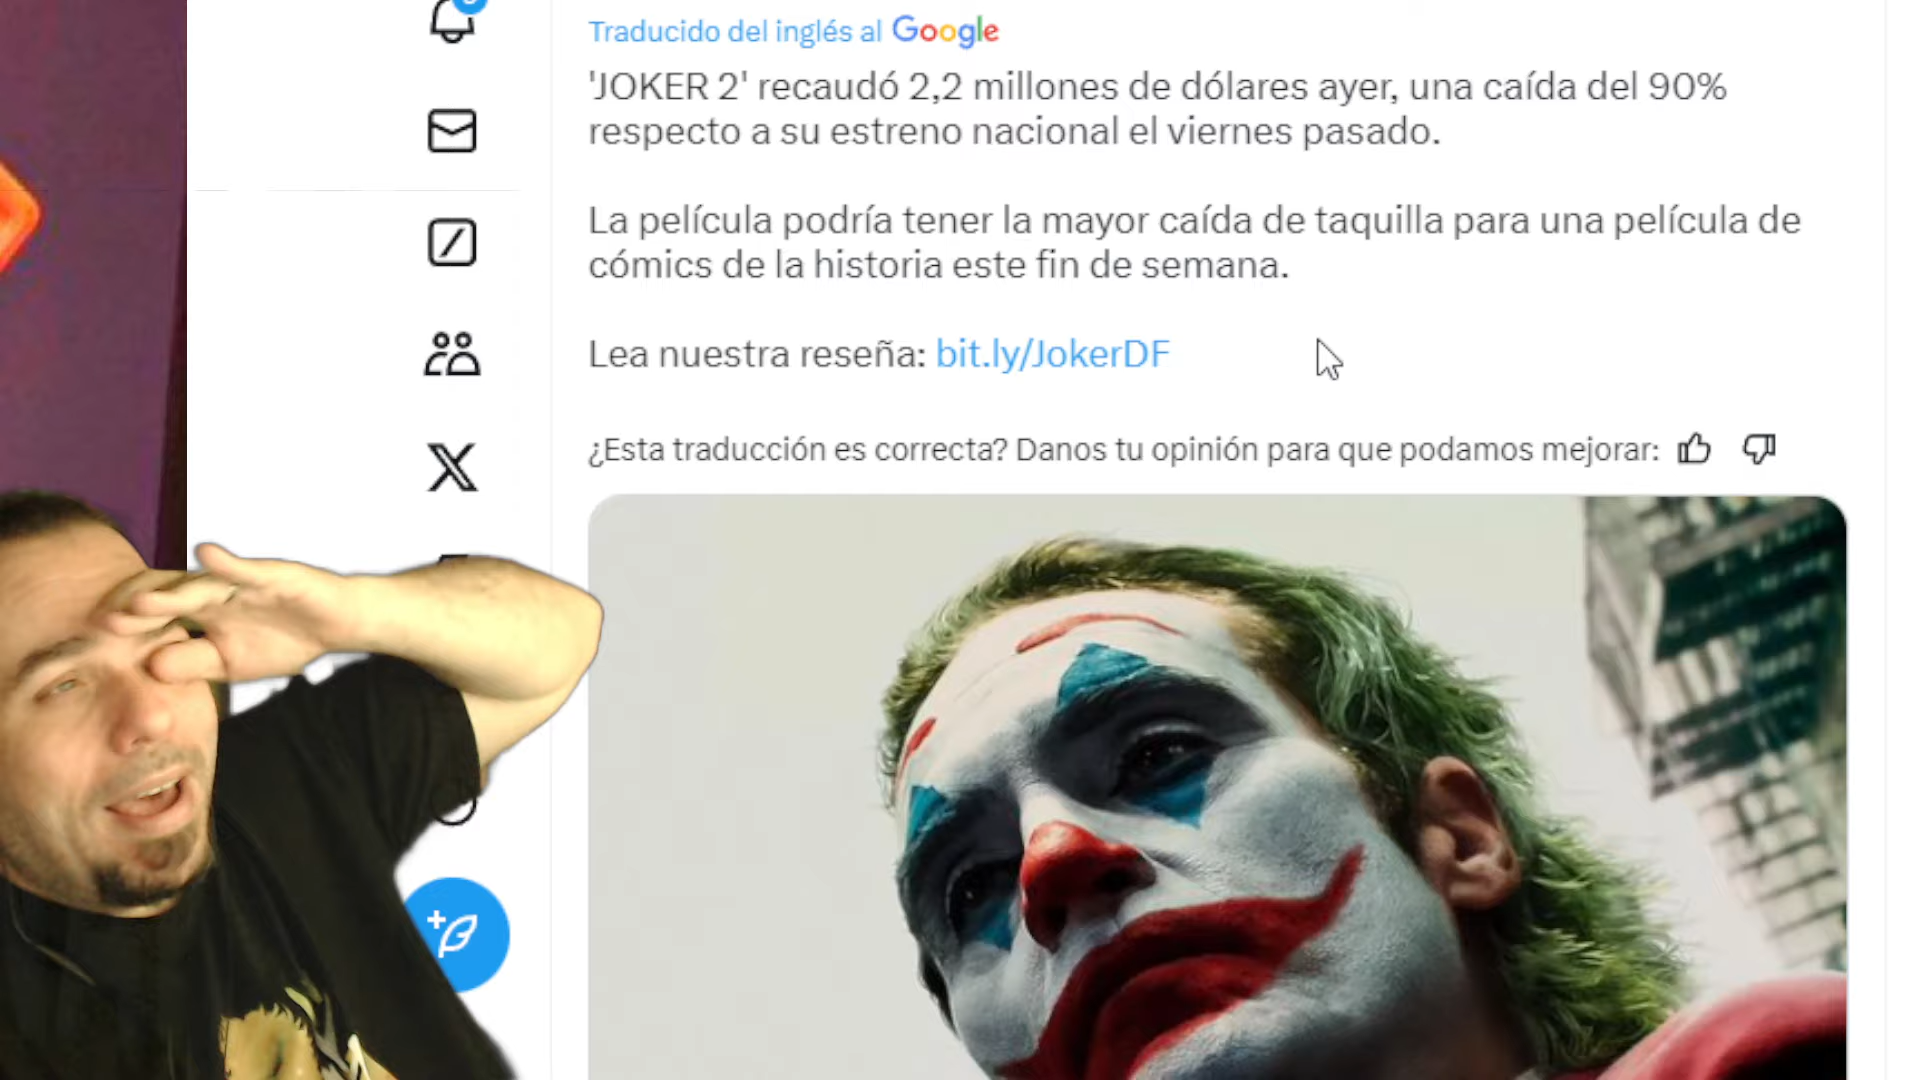 Traducido del inglés al Google
'JOKER 2' recaudó 2,2 millones de dólares ayer, una caída del 90%
respecto a su estreno nacional el viernes pasado.
La película podría tener la mayor caída de taquilla para una película de
cómics de la historia este fin de semana.
Lea nuestra reseña: bit.ly/JokerDF
¿Esta traducción es correcta? Danos tu opinión para que podamos mejorar: